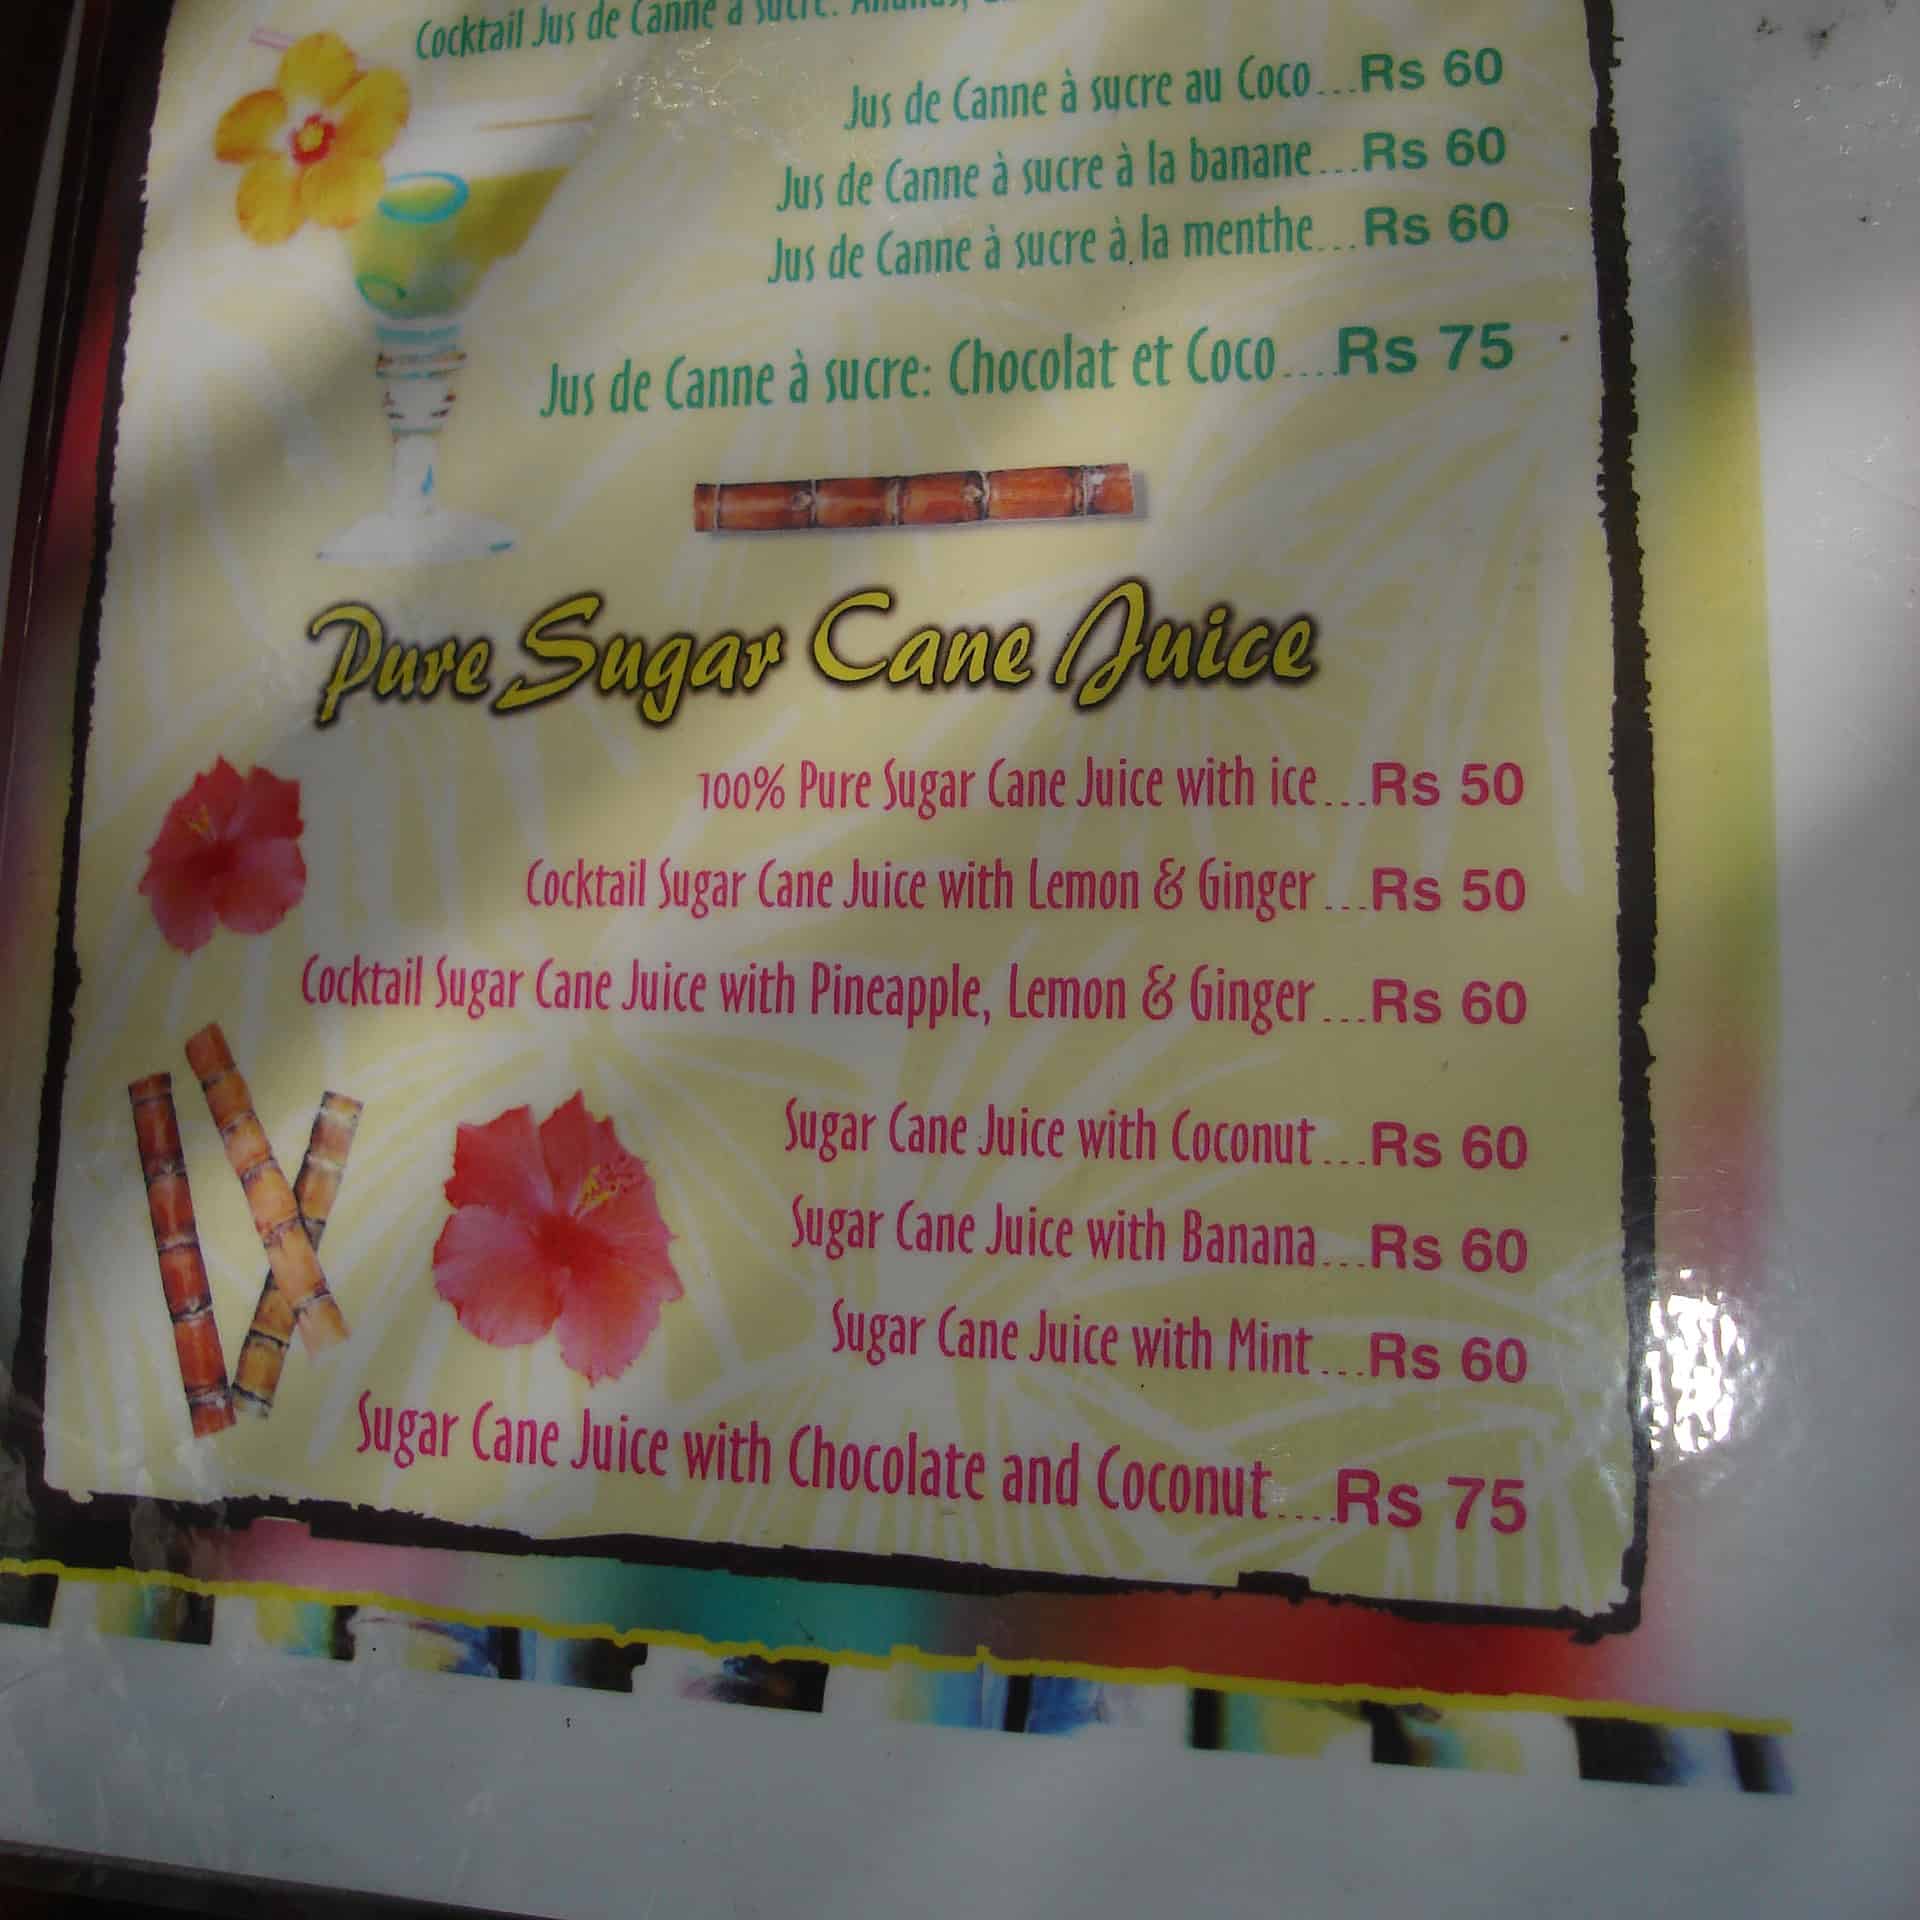 Cocktail Jus de Canne à sucre: Ananas,
Jus de Canne à sucre au Coco...Rs 60
Jus de Canne à sucre à la banane...Rs 60
Jus de Canne à sucre à la menthe...Rs 60
Jus de Canne à sucre: Chocolat et Coco....Rs 75
Pure Sugar Cane Juice
100% Pure Sugar Cane Juice with ice...Rs 50
Cocktail Sugar Cane Juice with Lemon & Ginger...Rs 50
Cocktail Sugar Cane Juice with Pineapple, Lemon & Ginger...Rs 60
Sugar Cane Juice with Coconut...Rs 60
Sugar Cane Juice with Banana...Rs 60
Sugar Cane Juice with Mint...Rs 60
Sugar Cane Juice with Chocolate and Coconut....Rs 75